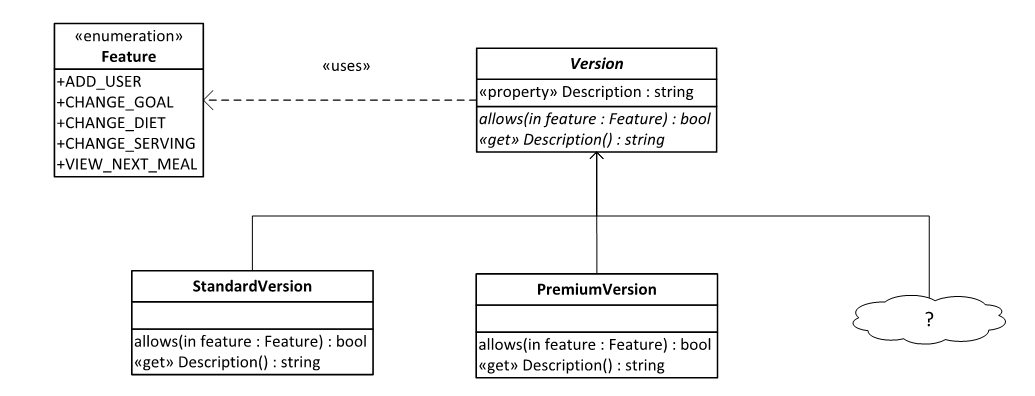 «enumeration»
Feature
+ADD_USER
+CHANGE_GOAL
+CHANGE_DIET
+CHANGE_SERVING
+VIEW_NEXT_MEAL
«uses»
Version
«property» Description : string
allows(in feature : Feature) : bool
«get» Description() : string
StandardVersion
allows(in feature : Feature) : bool
«get» Description() : string
PremiumVersion
allows(in feature : Feature) : bool
«get» Description() : string
?